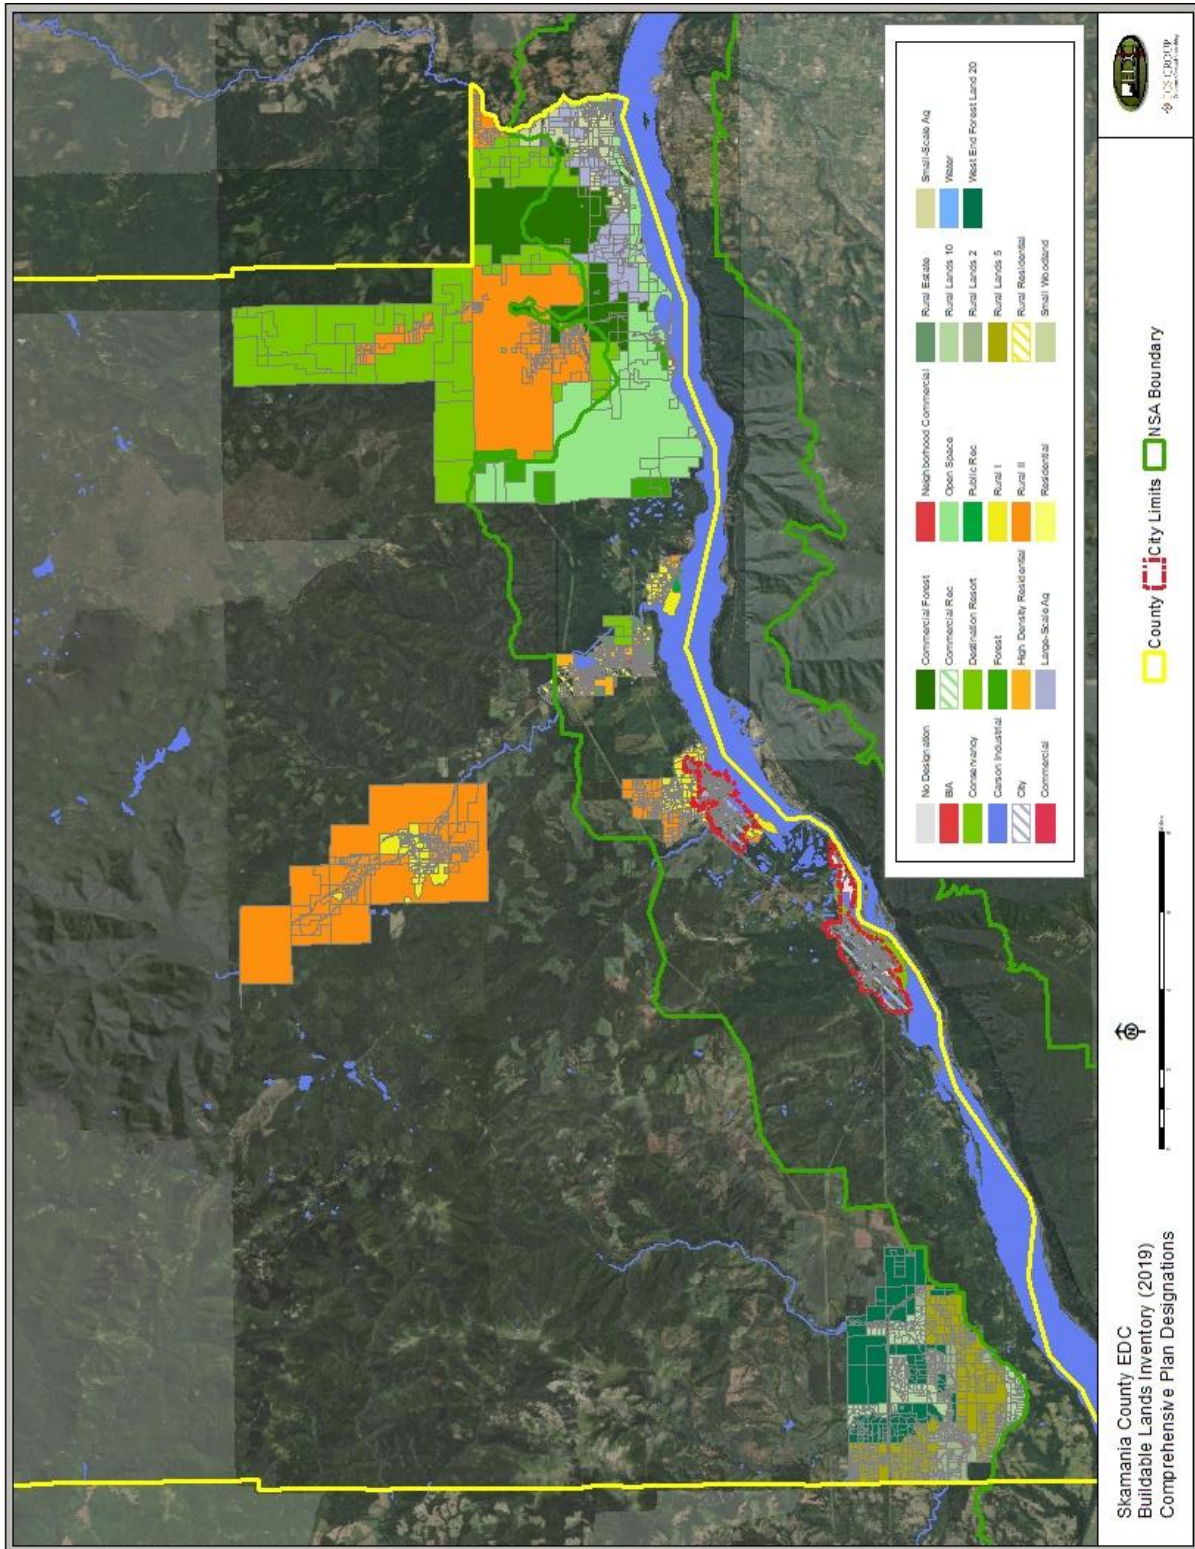 Skamania County EDC
Buildable Lands Inventory (2019)
Comprehensive Plan Designations
N
County
City Limits
NSA Boundary
FCS GROUP
No Designation
BIA
Conservancy
Carson Industrial
City
Commercial
Commercial Forest
Commercial Rec
Destination Resort
Forest
High Density Residential
Large-Scale Ag
Neighborhood Commercial
Open Space
Public Rec
Rural I
Rural II
Residential
Rural Estate
Rural Lands 10
Rural Lands 2
Rural Lands 5
Rural Residential
Small Woodland
Small-Scale Ag
Water
West End Forest Land 20